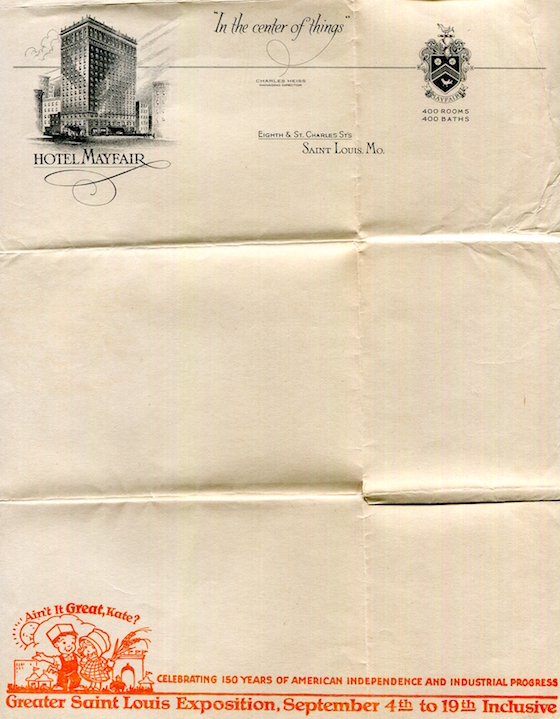 "In the center of things"
CHARLES HEISS
MANAGING DIRECTOR
MAYFAIR
400 ROOMS
400 BATHS
EIGHTH & ST. CHARLES STS
SAINT LOUIS, MO.
HOTEL MAYFAIR
Ain't It Great, Kate?
CELEBRATING 150 YEARS OF AMERICAN INDEPENDENCE AND INDUSTRIAL PROGRESS
Greater Saint Louis Exposition, September 4th to 19th Inclusive